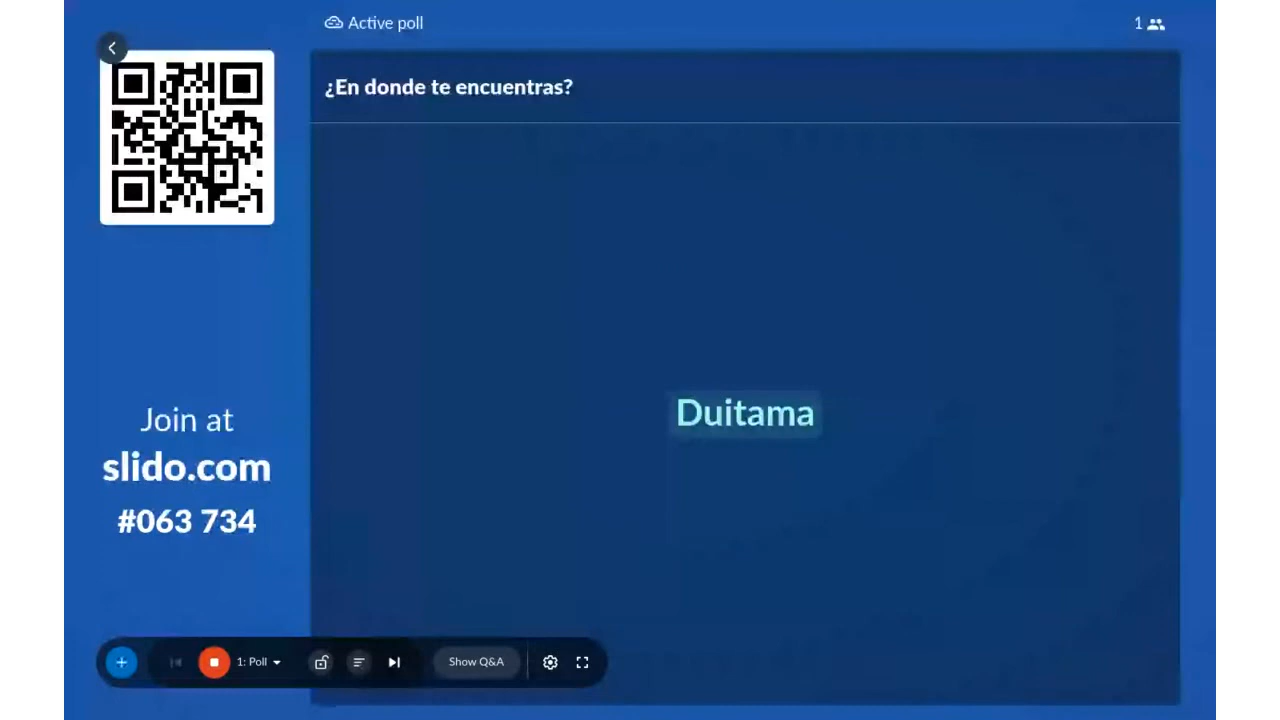 Active poll
1
¿En donde te encuentras?
Duitama
Join at
slido.com
#063 734
1: Poll
Show Q&A